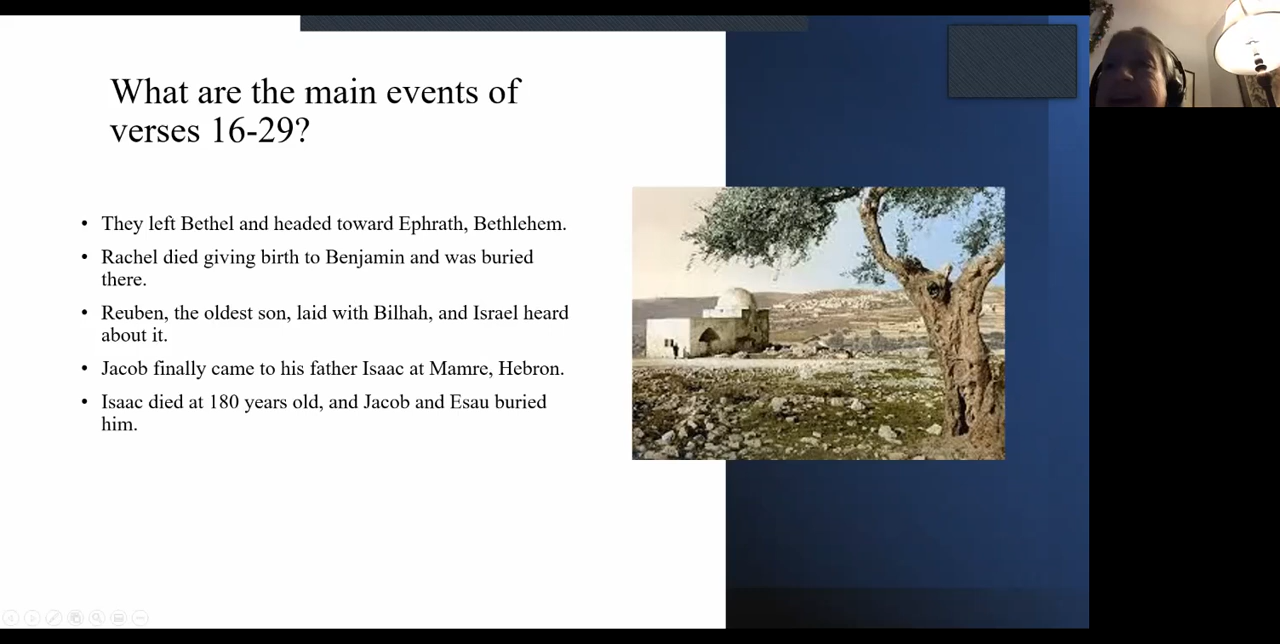 What are the main events of
verses 16-29?
• They left Bethel and headed toward Ephrath, Bethlehem.
• Rachel died giving birth to Benjamin and was buried
there.
• Reuben, the oldest son, laid with Bilhah, and Israel heard
about it.
• Jacob finally came to his father Isaac at Mamre, Hebron.
• Isaac died at 180 years old, and Jacob and Esau buried
him.